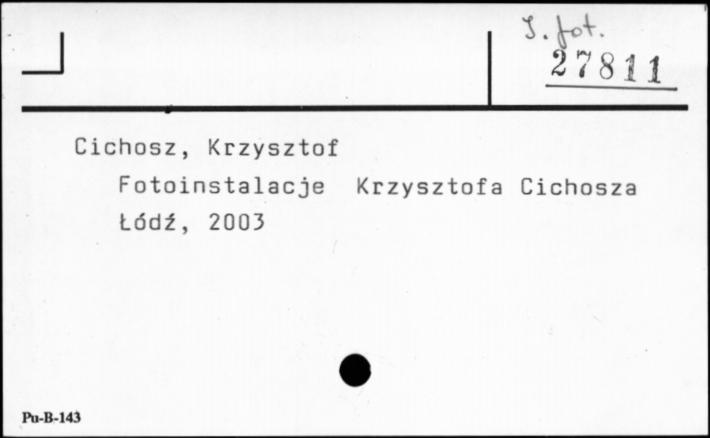 I. fot.
27811
Cichosz, Krzysztof
Fotoinstalacje Krzysztofa Cichosza
Łódź, 2003
Pu-B-143